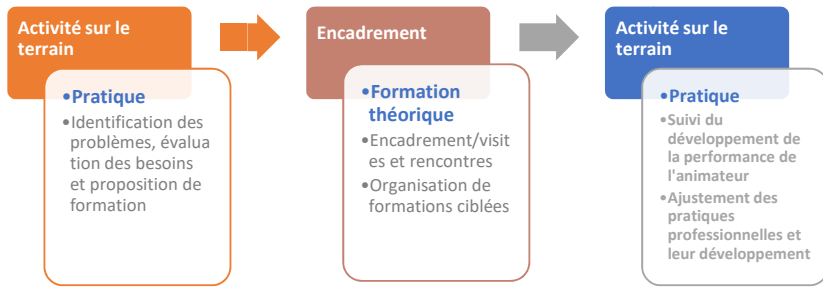 Activité sur le
terrain
•Pratique
•Identification des
problèmes, évalua
tion des besoins
et proposition de
formation
Encadrement
•Formation
théorique
•Encadrement/visit
es et rencontres
•Organisation de
formations ciblées
Activité sur le
terrain
•Pratique
•Suivi du
développement de
la performance de
l'animateur
•Ajustement des
pratiques
professionnelles et
leur développement